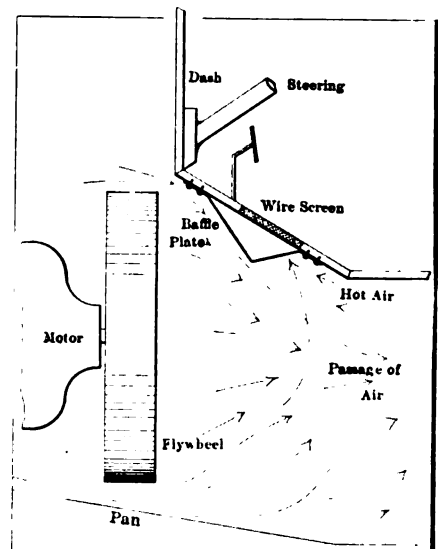 Dash
Steering
Wire Screen
Baffle
Plate
Hot Air
Motor
Passage of
Air
Flywheel
Pan